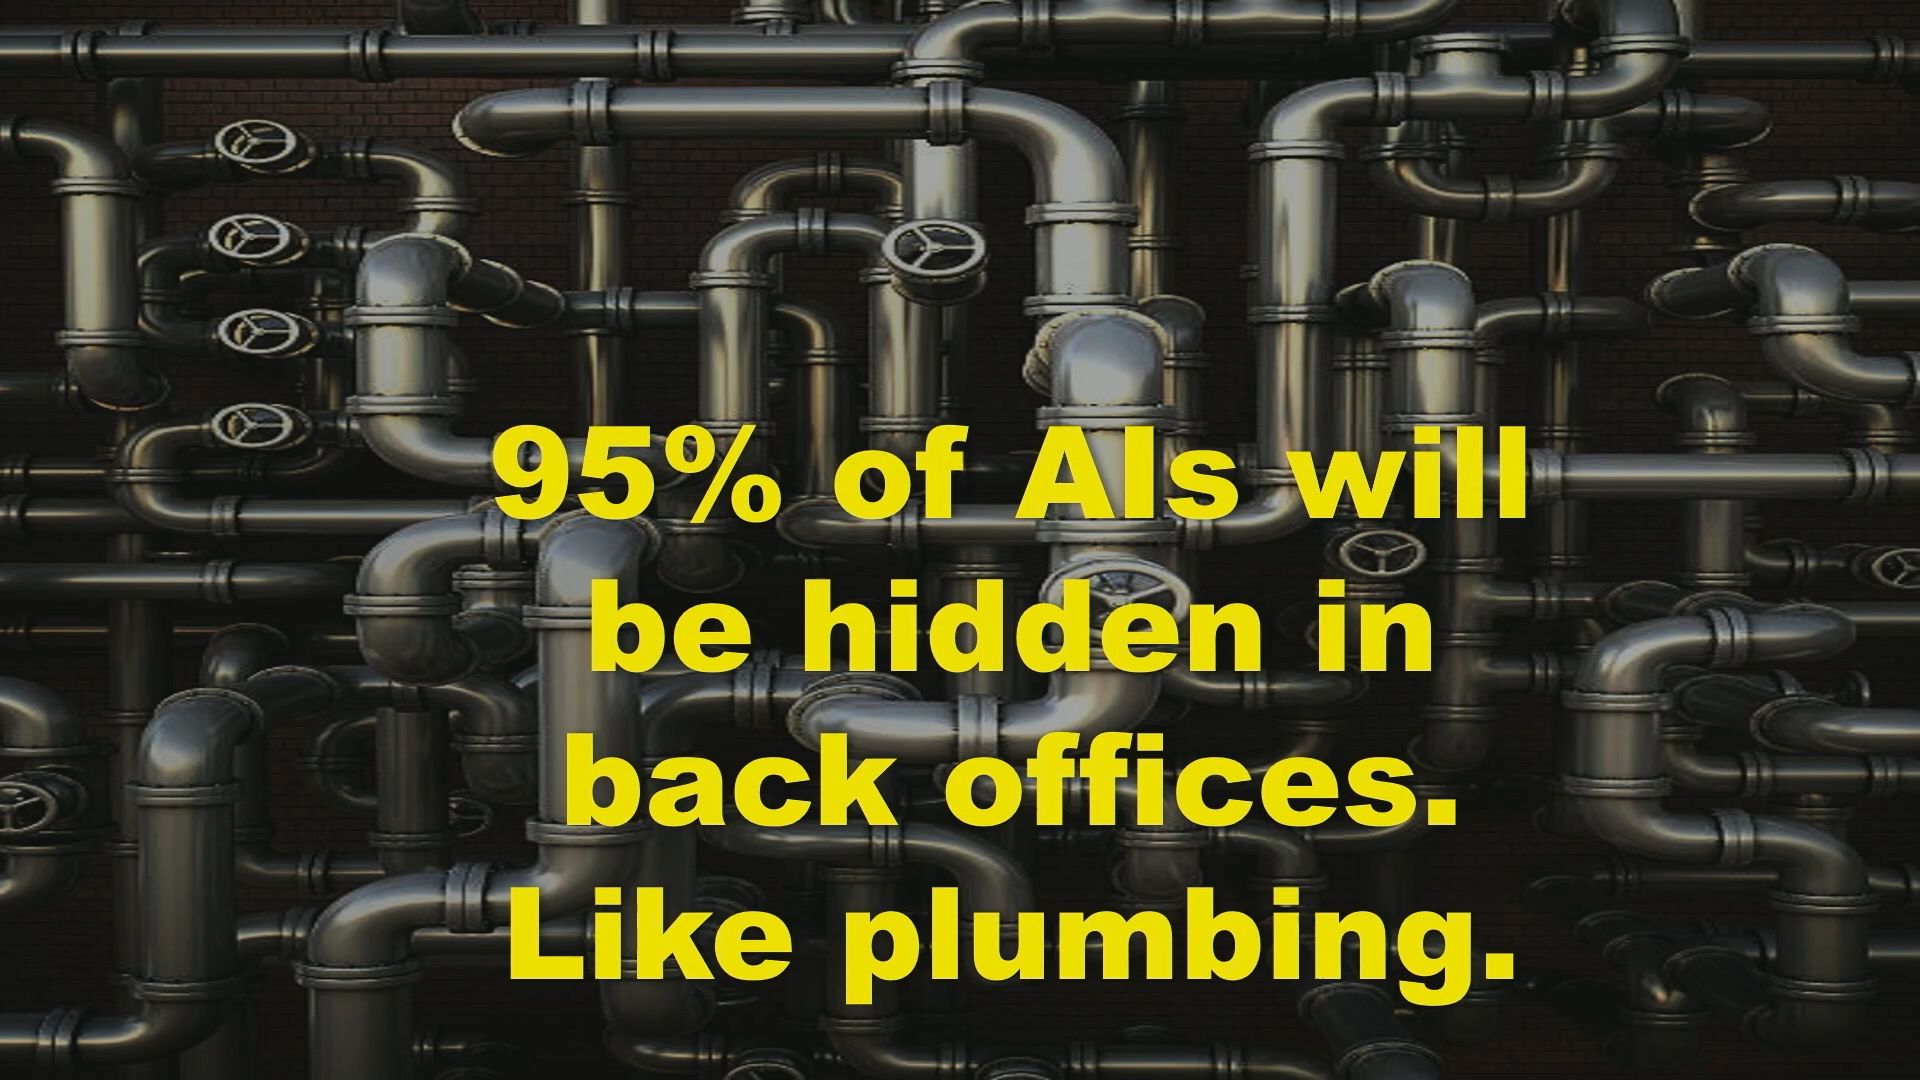 95% of AIs will
be hidden in
back offices.
Like plumbing.